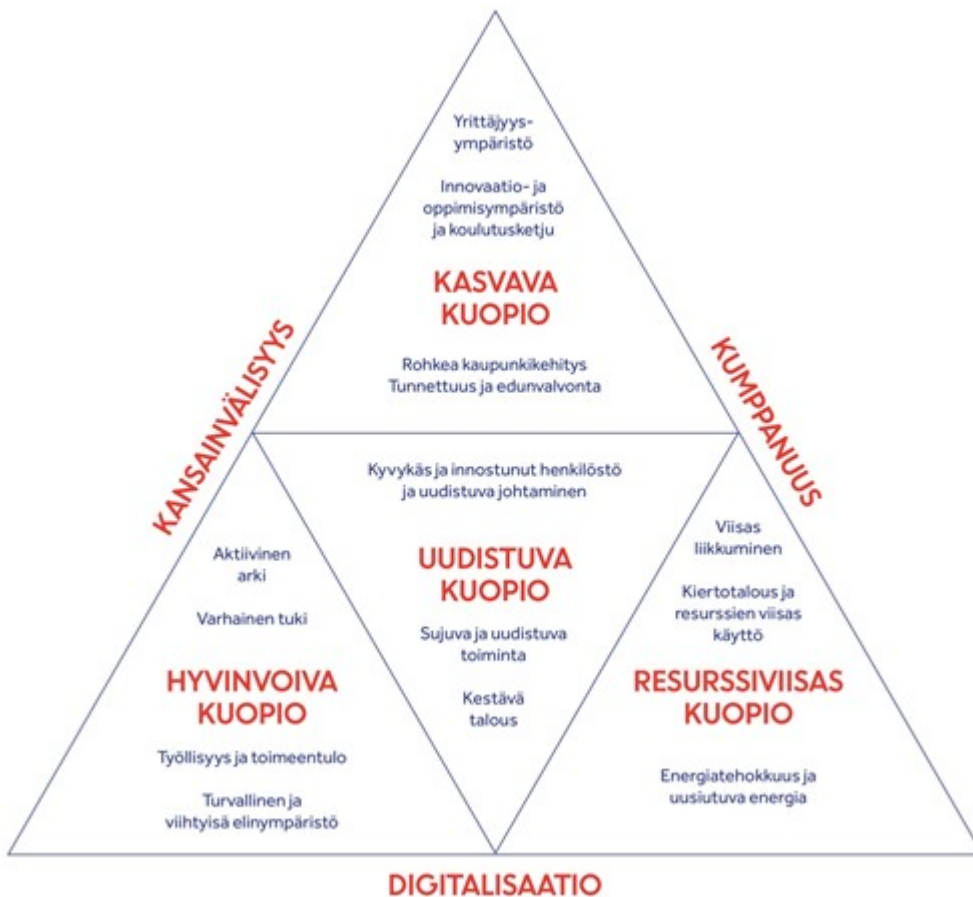 Yrittäjyys-
ympäristö
Innovaatio- ja
oppimisympäristö
ja koulutusketju
KASVAVA
KUOPIO
Rohkea kaupunkikehitys
Tunnettuus ja edunvalvonta
KANSAINVÄLISYYS
KUMPPANUUS
Kyvykäs ja innostunut henkilöstö
ja uudistuva johtaminen
UUDISTUVA
KUOPIO
Sujuva ja uudistuva
toiminta
Kestävä
talous
Aktiivinen
arki
Varhainen tuki
HYVINVOIVA
KUOPIO
Työllisyys ja toimeentulo
Turvallinen ja
viihtyisä elinympäristö
Viisas
liikkuminen
Kiertotalous ja
resurssien viisas
käyttö
RESURSSIVIISAS
KUOPIO
Energiatehokkuus ja
uusiutuva energia
DIGITALISAATIO